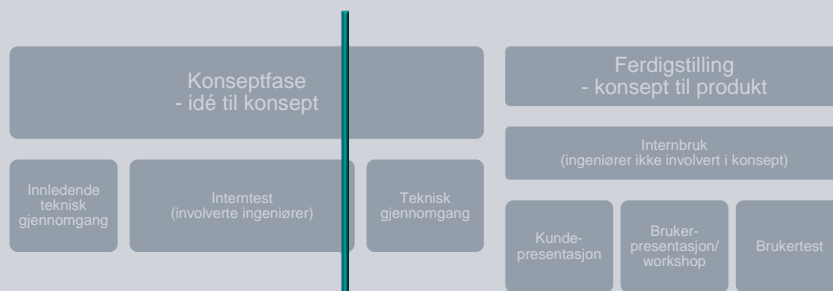 Konseptfase
- idé til konsept
Innledende
teknisk
gjennomgang
Interntest
(involverte ingeniører)
Teknisk
gjennomgang
Ferdigstilling
- konsept til produkt
Internbruk
(ingeniører ikke involvert i konsept)
Kunde-
presentasjon
Bruker-
presentasjon/
workshop
Brukertest